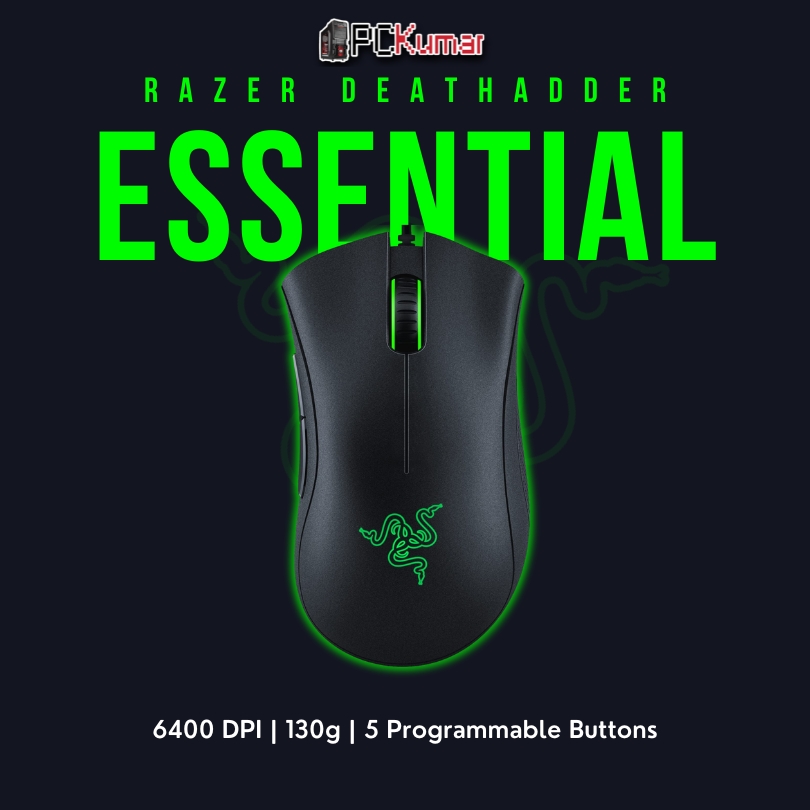 PCKumar
RAZER DEATHADDER
ESSENTIAL
6400 DPI | 130g | 5 Programmable Buttons